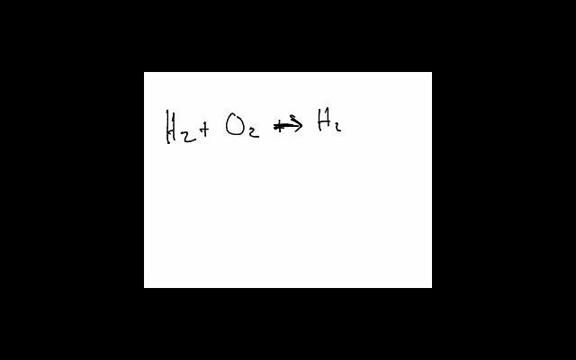 H₂ + O₂ → H₂